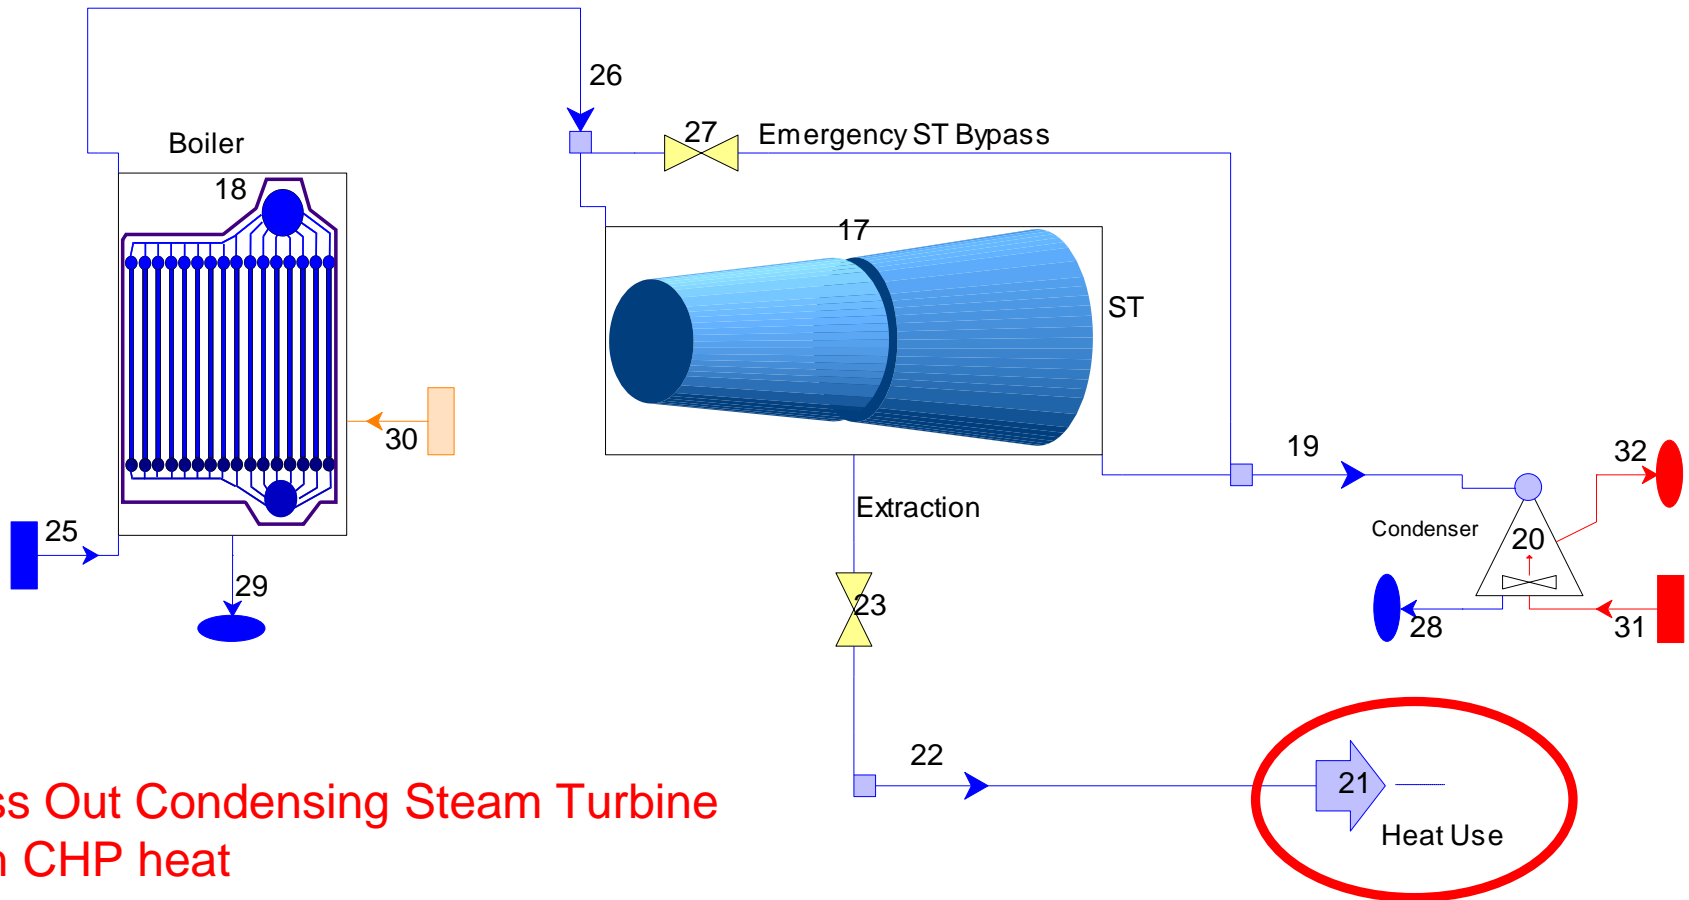 26
27
Emergency ST Bypass
Boiler
18
17
ST
30
19
32
Extraction
Condenser
20
25
29
23
28
31
22
21
Heat Use
ss Out Condensing Steam Turbine
CHP heat